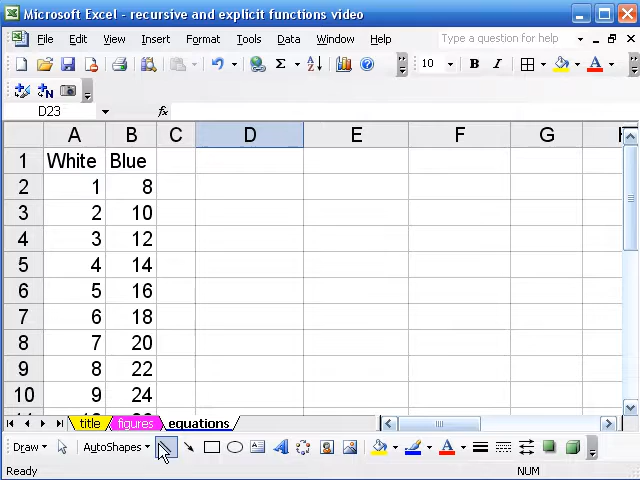 Microsoft Excel - recursive and explicit functions video
File Edit View Insert Format Tools Data Window Help Type a question for help
10 B I A
N
D23 fx
A B C D E F G
1 White Blue
2 1 8
3 2 10
4 3 12
5 4 14
6 5 16
7 6 18
8 7 20
9 8 22
10 9 24
title figures equations
Draw AutoShapes A A
Ready NUM